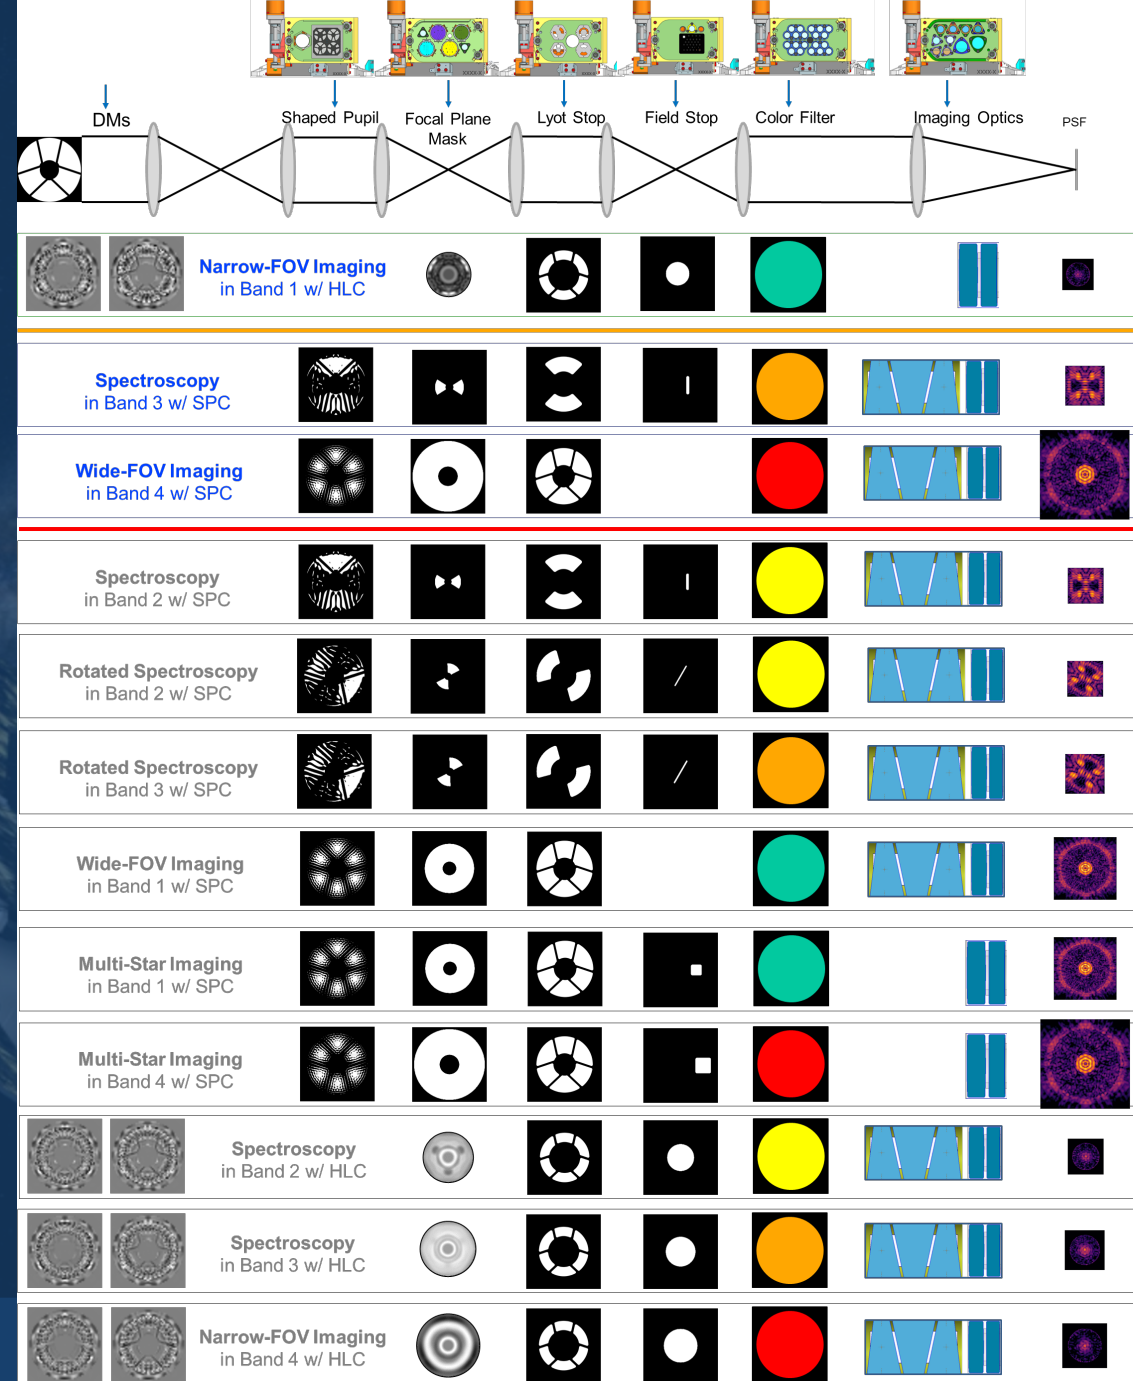 DMs
Shaped Pupil
Focal Plane
Mask
Lyot Stop
Field Stop
Color Filter
Imaging Optics
PSF
Narrow-FOV Imaging
in Band 1 w/ HLC
Spectroscopy
in Band 3 w/ SPC
Wide-FOV Imaging
in Band 4 w/ SPC
Spectroscopy
in Band 2 w/ SPC
Rotated Spectroscopy
in Band 2 w/ SPC
Rotated Spectroscopy
in Band 3 w/ SPC
Wide-FOV Imaging
in Band 1 w/ SPC
Multi-Star Imaging
in Band 1 w/ SPC
Multi-Star Imaging
in Band 4 w/ SPC
Spectroscopy
in Band 2 w/ HLC
Spectroscopy
in Band 3 w/ HLC
Narrow-FOV Imaging
in Band 4 w/ HLC